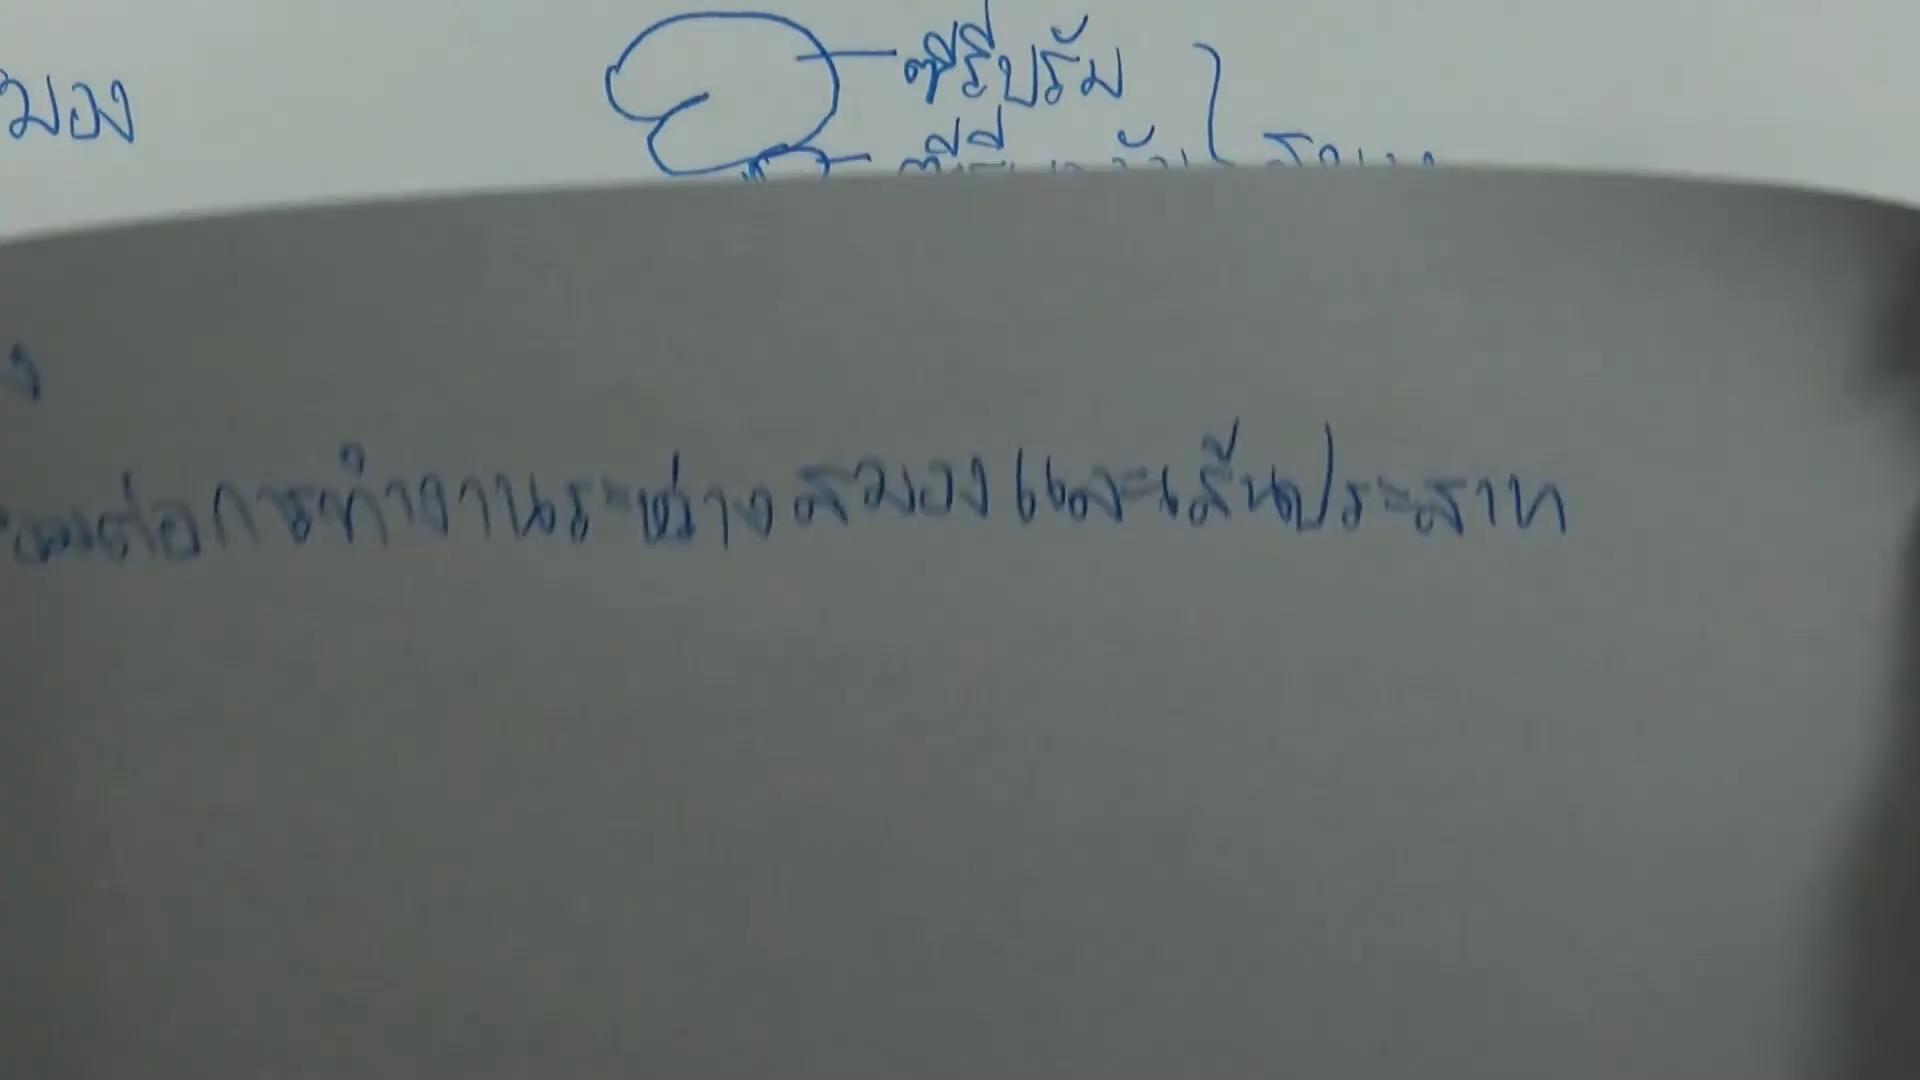 มอง
ซีรีบรัม
ง
ต่อการทำงานระหว่างสมองและเส้นประสาท